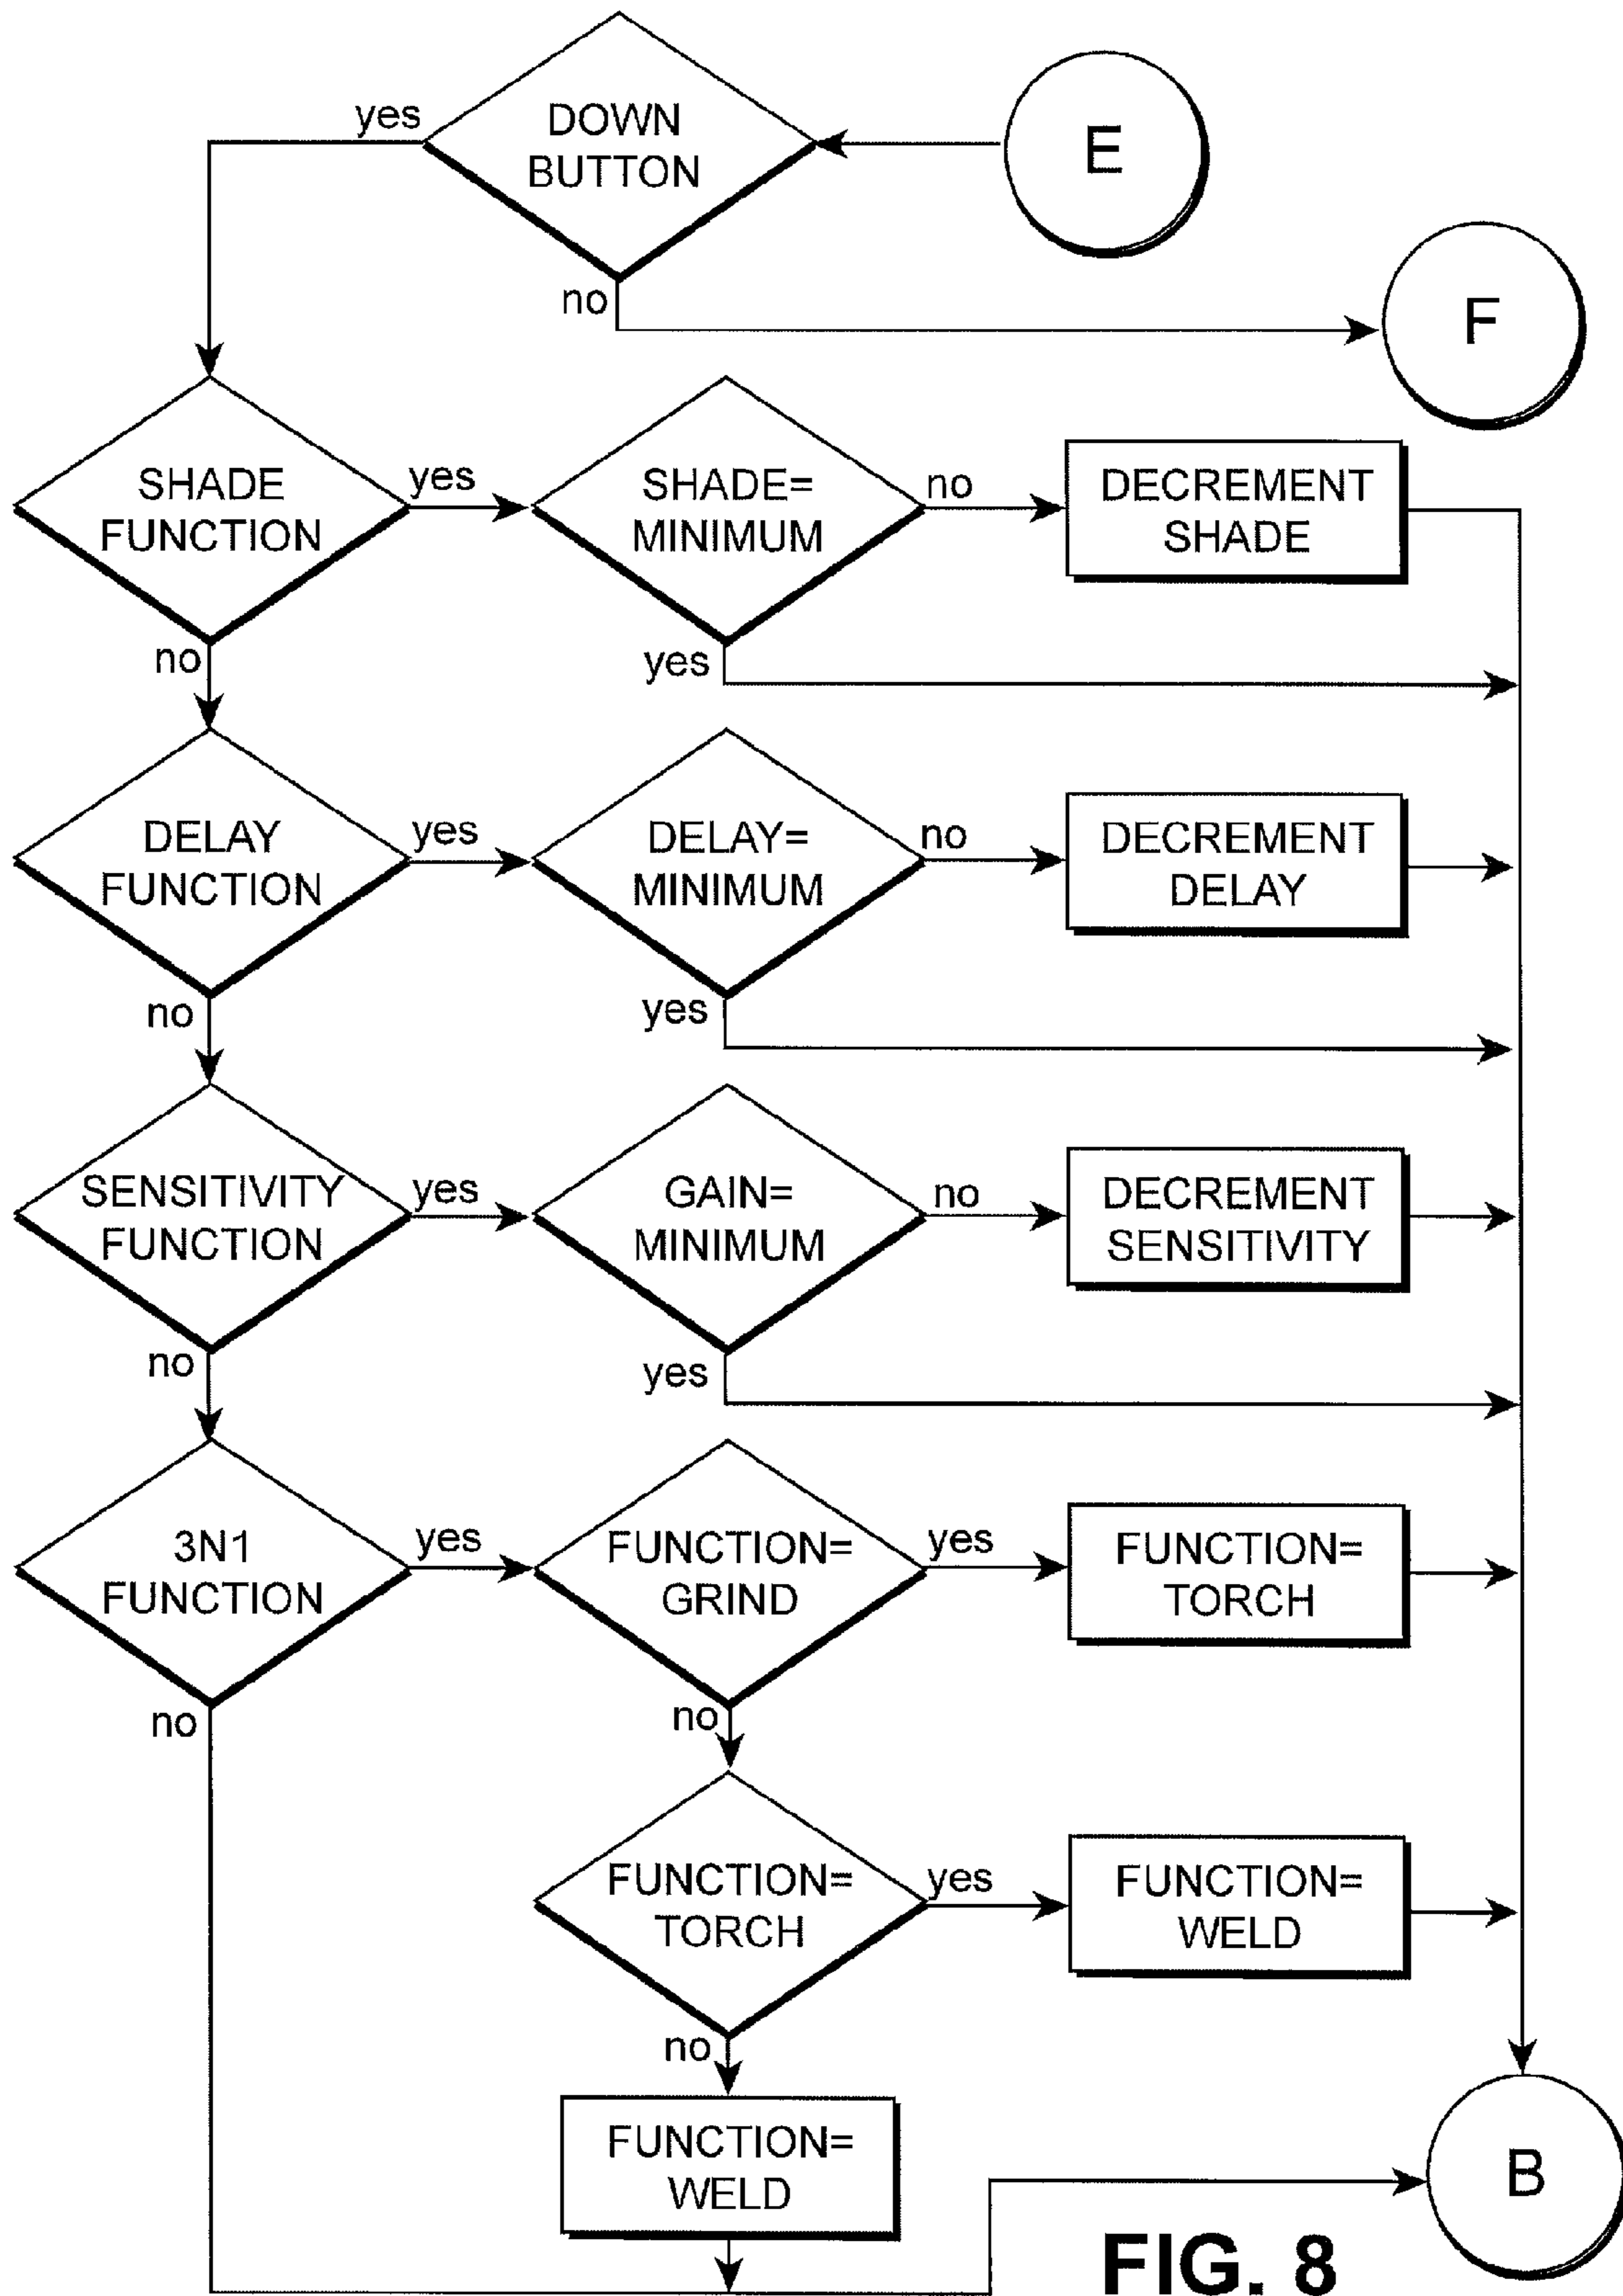 yes
DOWN
BUTTON
E
no
F
SHADE
FUNCTION
yes
SHADE=
MINIMUM
no
DECREMENT
SHADE
no
yes
DELAY
FUNCTION
yes
DELAY=
MINIMUM
no
DECREMENT
DELAY
no
yes
SENSITIVITY
FUNCTION
yes
GAIN=
MINIMUM
no
DECREMENT
SENSITIVITY
no
yes
3N1
FUNCTION
yes
FUNCTION=
GRIND
yes
FUNCTION=
TORCH
no
no
FUNCTION=
TORCH
yes
FUNCTION=
WELD
no
FUNCTION=
WELD
B
FIG. 8